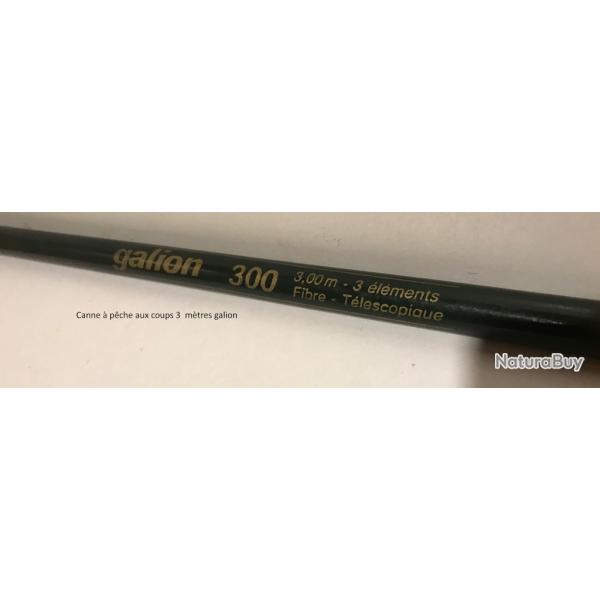 galion 300 3,00m - 3 éléments
Fibre - Télescopique
Canne à pêche aux coups 3 mètres galion
NaturaBuy